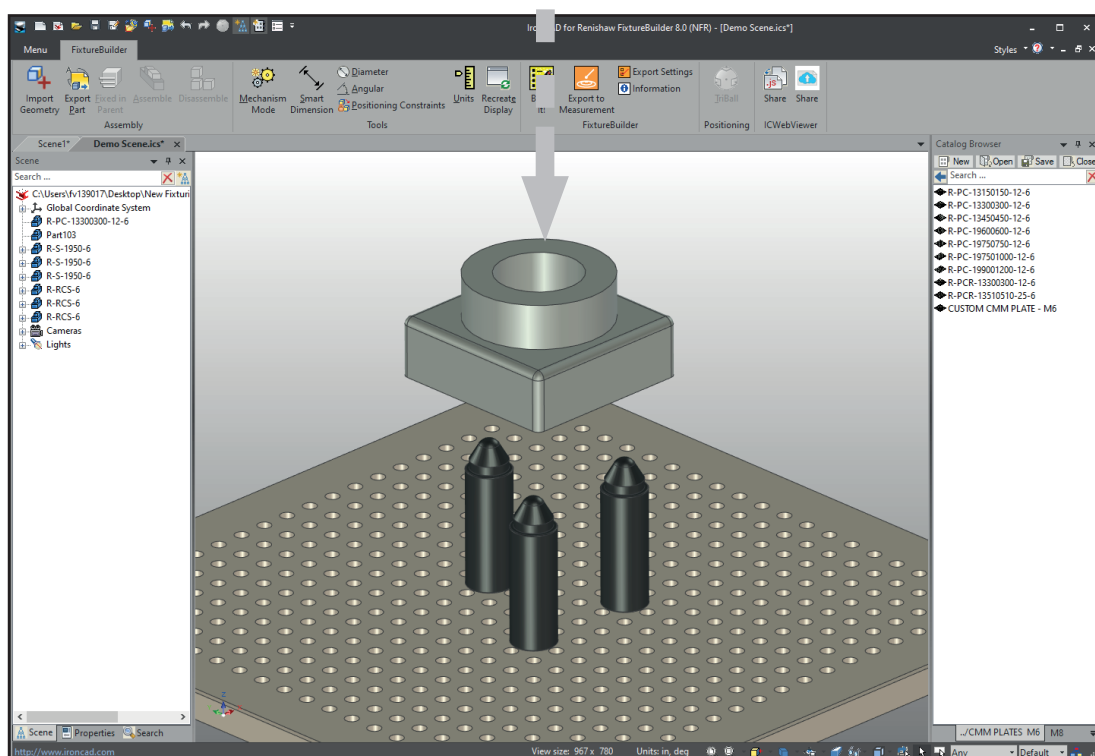 Iron
D for Renishaw FixtureBuilder 8.0 (NFR) - [Demo Scene.ics*]
Menu FixtureBuilder Styles
Import Geometry
Export Part
Fixed in Parent
Assemble
Disassemble
Assembly
Mechanism Mode
Smart Dimension
Diameter
Angular
Positioning Constraints
Units
Recreate Display
Tools
Export to Measurement
Export Settings
Information
FixtureBuilder
TriBall
Positioning
Share Share
ICWebViewer
Scene1* Demo Scene.ics*
Scene
Search ...
C:\Users\fv139017\Desktop\New Fixturi
Global Coordinate System
R-PC-13300300-12-6
Part103
R-S-1950-6
R-S-1950-6
R-S-1950-6
R-RCS-6
R-RCS-6
R-RCS-6
Cameras
Lights
Catalog Browser
New Open Save Close
Search ...
R-PC-13150150-12-6
R-PC-13300300-12-6
R-PC-13450450-12-6
R-PC-19600600-12-6
R-PC-19750750-12-6
R-PC-197501000-12-6
R-PC-199001200-12-6
R-PCR-13300300-12-6
R-PCR-13510510-25-6
CUSTOM CMM PLATE - M6
Scene Properties Search
../CMM PLATES M6 M8
http://www.ironcad.com View size: 967 x 780 Units: in, deg Any Default